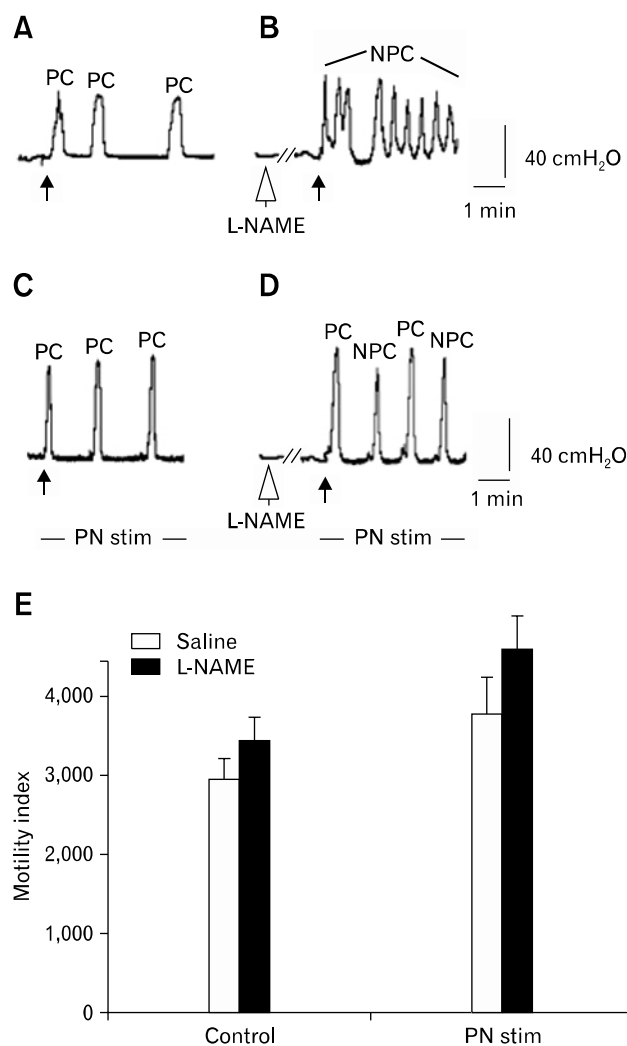 A
PC PC PC
B
NPC
L-NAME
40 cmH₂O
1 min
C
PC PC PC
D
PC NPC PC NPC
L-NAME
40 cmH₂O
1 min
— PN stim — — PN stim —
E
Saline
L-NAME
Motility index
4,000
3,000
2,000
1,000
0
Control PN stim